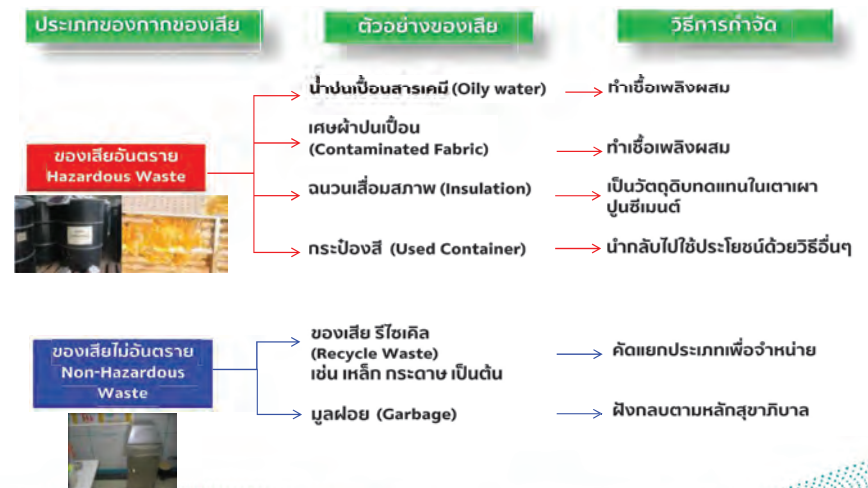 ประเภทของกากของเสีย
ตัวอย่างของเสีย
วิธีการกำจัด
ของเสียอันตราย
Hazardous Waste
น้ำปนเปื้อนสารเคมี (Oily water)
ทำเชื้อเพลิงผสม
เศษผ้าปนเปื้อน
(Contaminated Fabric)
ทำเชื้อเพลิงผสม
ฉนวนเสื่อมสภาพ (Insulation)
เป็นวัตถุดิบทดแทนในเตาเผา
ปูนซีเมนต์
กระป๋องสี (Used Container)
นำกลับไปใช้ประโยชน์ด้วยวิธีอื่นๆ
ของเสียไม่อันตราย
Non-Hazardous
Waste
ของเสีย รีไซเคิล
(Recycle Waste)
เช่น เหล็ก กระดาษ เป็นต้น
คัดแยกประเภทเพื่อจำหน่าย
มูลฝอย (Garbage)
ฝังกลบตามหลักสุขาภิบาล